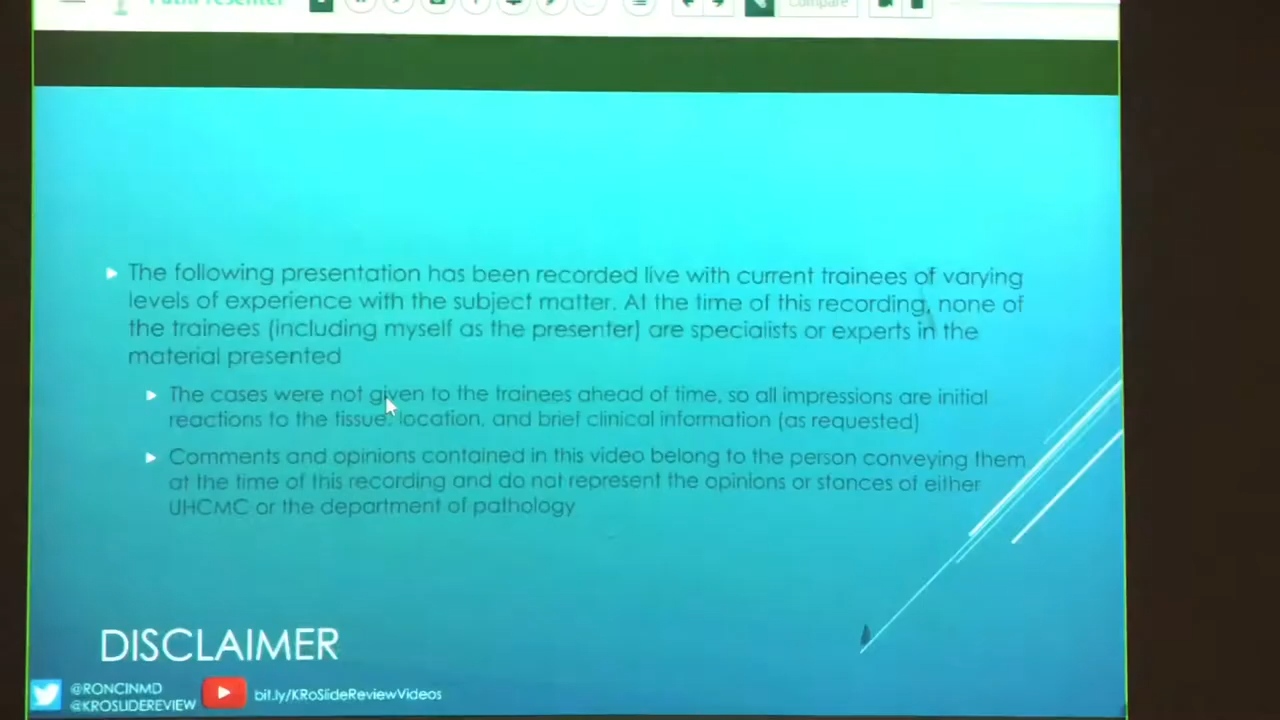 PathPresenter
Compare
The following presentation has been recorded live with current trainees of varying
levels of experience with the subject matter. At the time of this recording, none of
the trainees (including myself as the presenter) are specialists or experts in the
material presented
The cases were not given to the trainees ahead of time, so all impressions are initial
reactions to the tissue, location, and brief clinical information (as requested)
Comments and opinions contained in this video belong to the person conveying them
at the time of this recording and do not represent the opinions or stances of either
UHCMC or the department of pathology
DISCLAIMER
@RONCINMD
@KROSLIDEREVIEW
bit.ly/KRoSlideReviewVideos